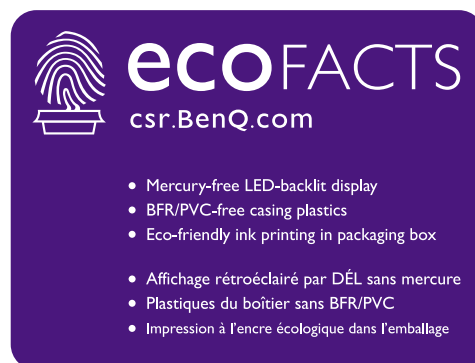 ecoFACTS
csr.BenQ.com
• Mercury-free LED-backlit display
• BFR/PVC-free casing plastics
• Eco-friendly ink printing in packaging box
• Affichage rétroéclairé par DÉL sans mercure
• Plastiques du boîtier sans BFR/PVC
• Impression à l'encre écologique dans l'emballage